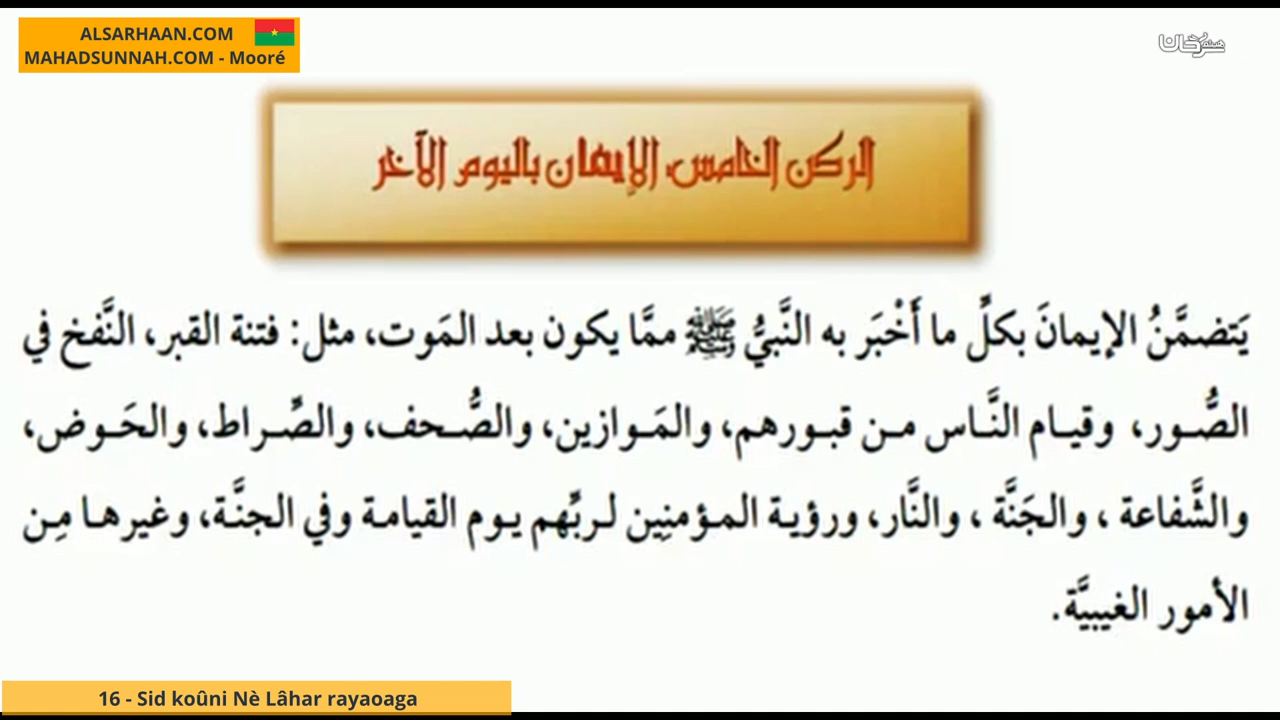 ALSARHAAN.COM
MAHADSUNNAH.COM - Mooré
الركن الخامس، الإيمان باليوم الآخر
يَتضمَّنُ الإيمانَ بكلِّ ما أَخْبَر به النَّبيُّ ﷺ ممَّا يكون بعد المَوت، مثل: فتنة القبر، النَّفخ في
الصُّور، وقيام النَّاس من قبورهم، والمَوازين، والصُّحف، والصِّراط، والحَوض،
والشَّفاعة ، والجَنَّة ، والنَّار، ورؤية المؤمنِين لربِّهم يوم القيامة وفي الجنَّة، وغيرها مِن
الأمور الغيبيَّة.
16 - Sid koûni Nè Lâhar rayaoaga